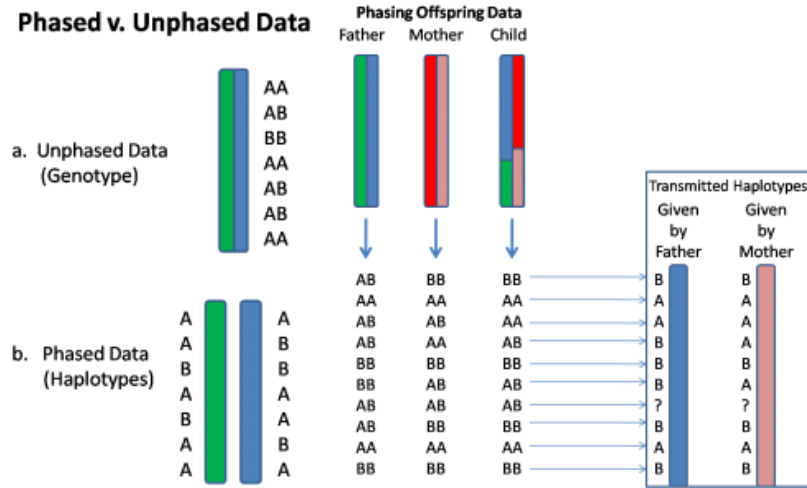 Phased v. Unphased Data
a. Unphased Data
(Genotype)
AA
AB
BB
AA
AB
AB
AA
b. Phased Data
(Haplotypes)
A A
A B
B B
A A
B A
A B
A A
Phasing Offspring Data
Father Mother Child
AB BB BB
AA AA AA
AB AB AA
AB AA AB
BB BB BB
BB AB AB
AB AB AB
AB BB BB
AA AA AA
BB BB BB
Transmitted Haplotypes
Given Given
by by
Father Mother
B B
A A
A A
B A
B B
B A
? ?
B B
A A
B B